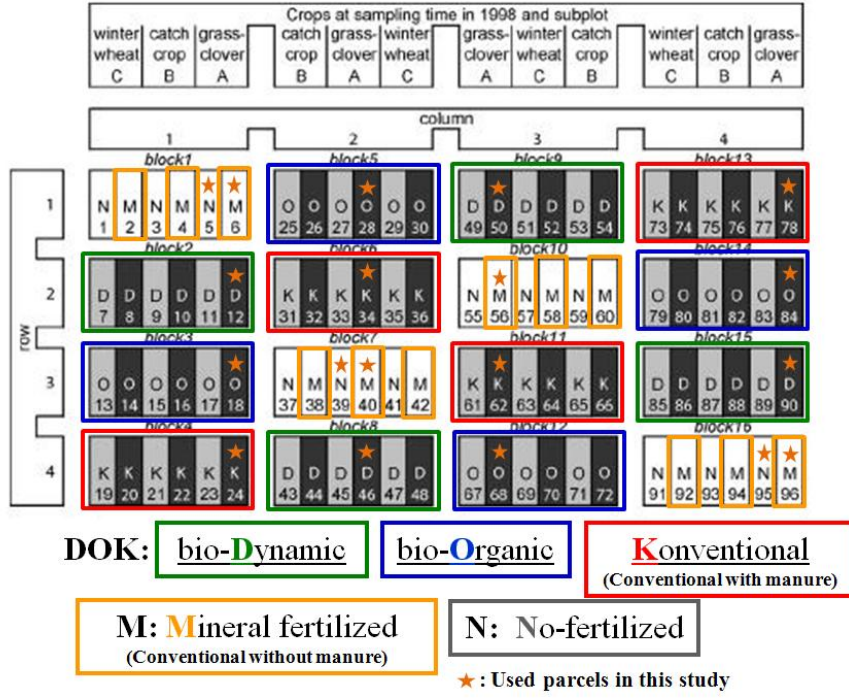 Crops at sampling time in 1998 and subplot
winter wheat C catch crop B grass-clover A catch crop B grass-clover A winter wheat C grass-clover A winter wheat C catch crop B winter wheat C catch crop B grass-clover A
column
1 2 3 4
block1 block5 block9 block13
row
1
N M N M N M O O O O O O D D D D D D K K K K K K
1 2 3 4 5 6 25 26 27 28 29 30 49 50 51 52 53 54 73 74 75 76 77 78
block2 block6 block10 block14
2
D D D D D D K K K K K K N M N M N M O O O O O O
7 8 9 10 11 12 31 32 33 34 35 36 55 56 57 58 59 60 79 80 81 82 83 84
block3 block7 block11 block15
3
O O O O O O N M N M N M K K K K K K D D D D D D
13 14 15 16 17 18 37 38 39 40 41 42 61 62 63 64 65 66 85 86 87 88 89 90
block4 block8 block12 block16
4
K K K K K K D D D D D D O O O O O O N M N M N M
19 20 21 22 23 24 43 44 45 46 47 48 67 68 69 70 71 72 91 92 93 94 95 96
DOK: bio-Dynamic bio-Organic Konventional
(Conventional with manure)
M: Mineral fertilized N: No-fertilized
(Conventional without manure)
★: Used parcels in this study